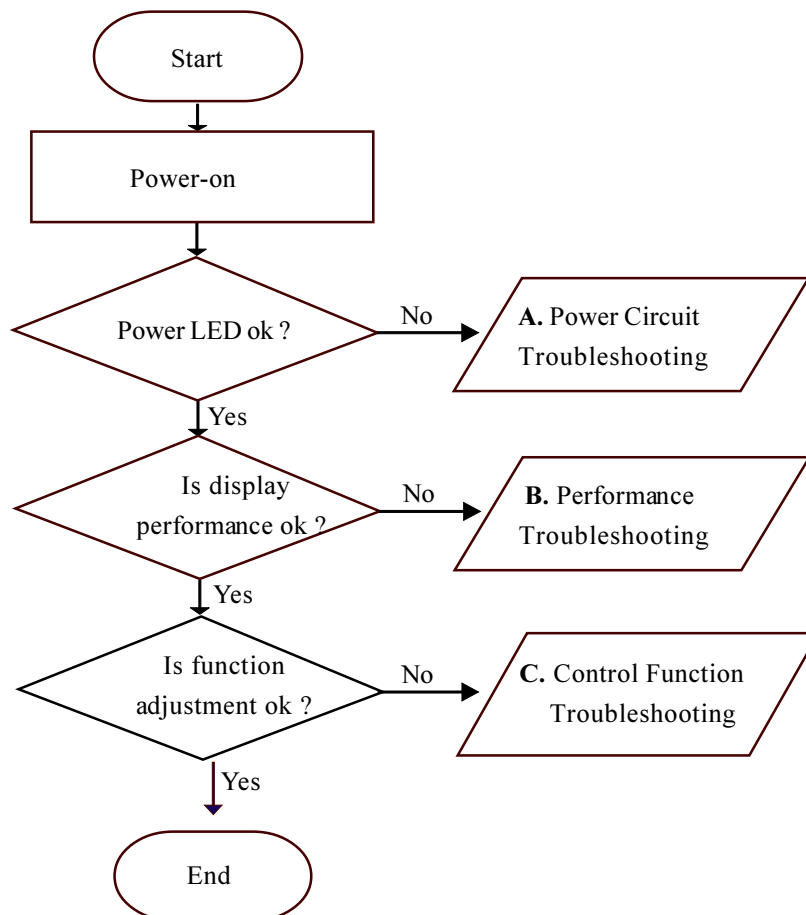 Start
Power-on
Power LED ok ?
No
A. Power Circuit
Troubleshooting
Yes
Is display
performance ok ?
No
B. Performance
Troubleshooting
Yes
Is function
adjustment ok ?
No
C. Control Function
Troubleshooting
Yes
End